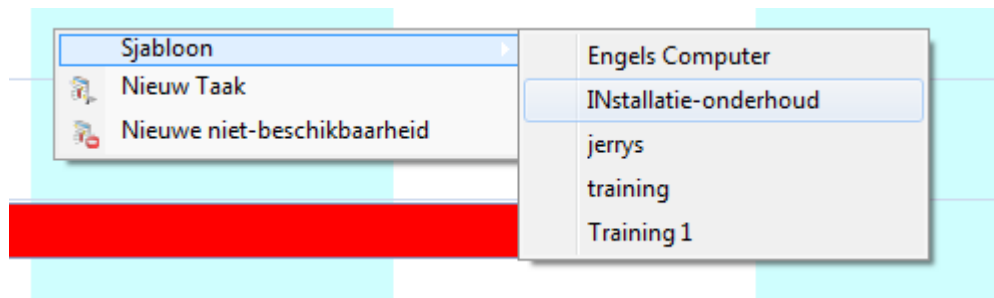 Sjabloon
Nieuw Taak
Nieuwe niet-beschikbaarheid
Engels Computer
INstallatie-onderhoud
jerrys
training
Training 1